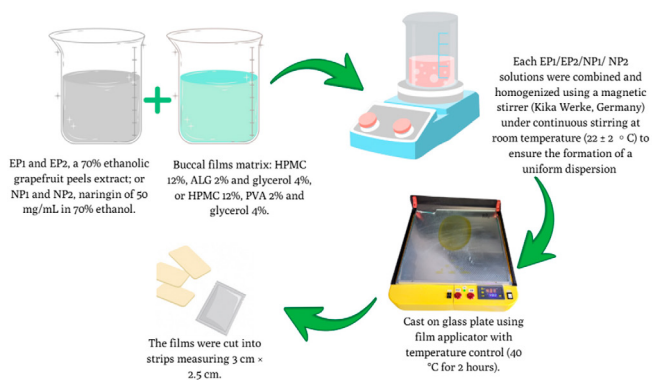 EP1 and EP2, a 70% ethanolic
grapefruit peels extract; or
NP1 and NP2, naringin of 50
mg/mL in 70% ethanol.
Buccal films matrix: HPMC
12%, ALG 2% and glycerol 4%,
or HPMC 12%, PVA 2% and
glycerol 4%.
Each EP1/EP2/NP1/ NP2
solutions were combined and
homogenized using a magnetic
stirrer (Kika Werke, Germany)
under continuous stirring at
room temperature (22 ± 2 ° C) to
ensure the formation of a
uniform dispersion
Cast on glass plate using
film applicator with
temperature control (40
°C for 2 hours).
The films were cut into
strips measuring 3 cm ×
2.5 cm.